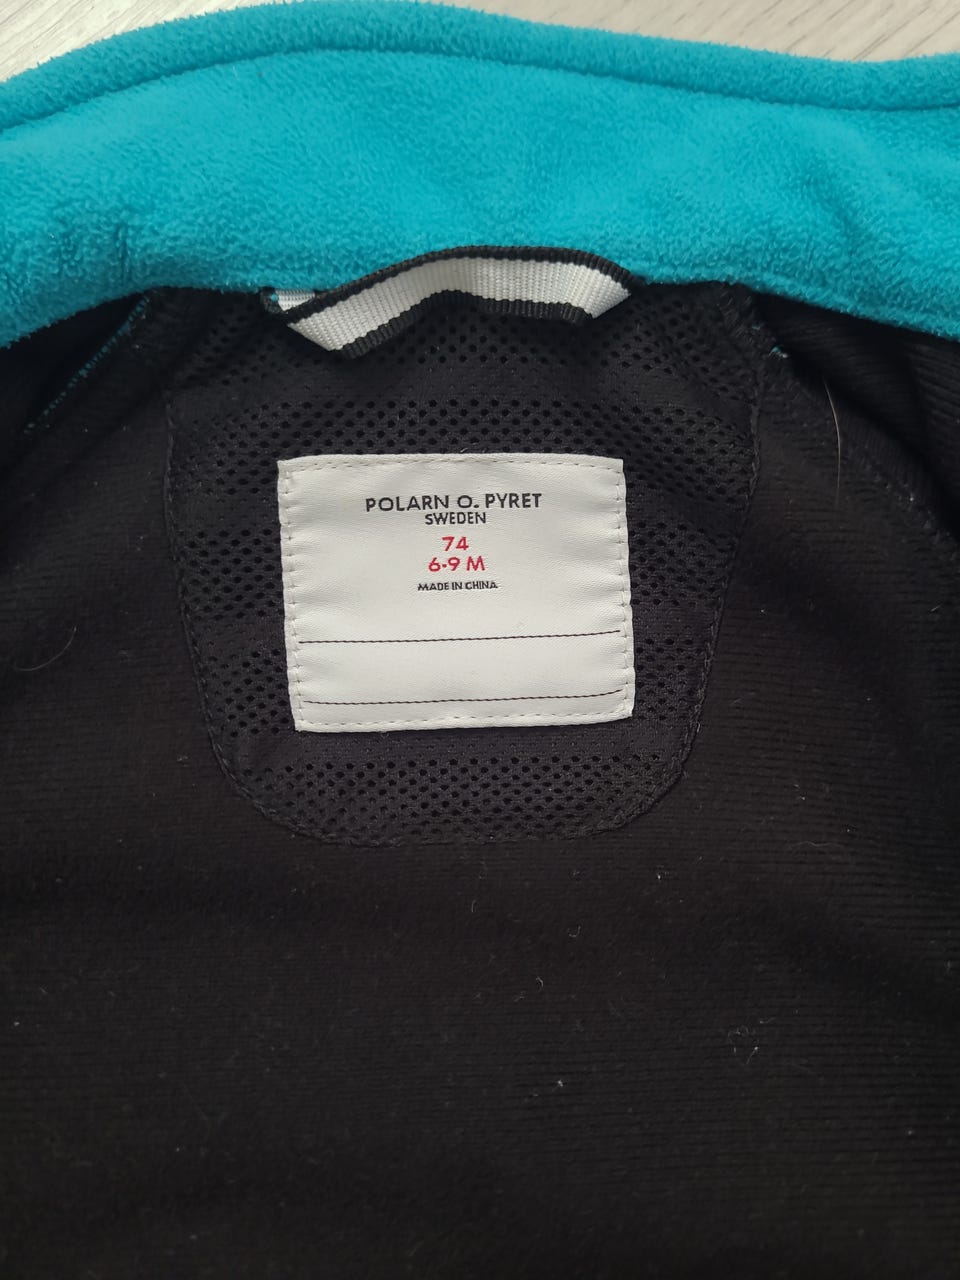 POLARN O. PYRET
SWEDEN
74
6-9 M
MADE IN CHINA